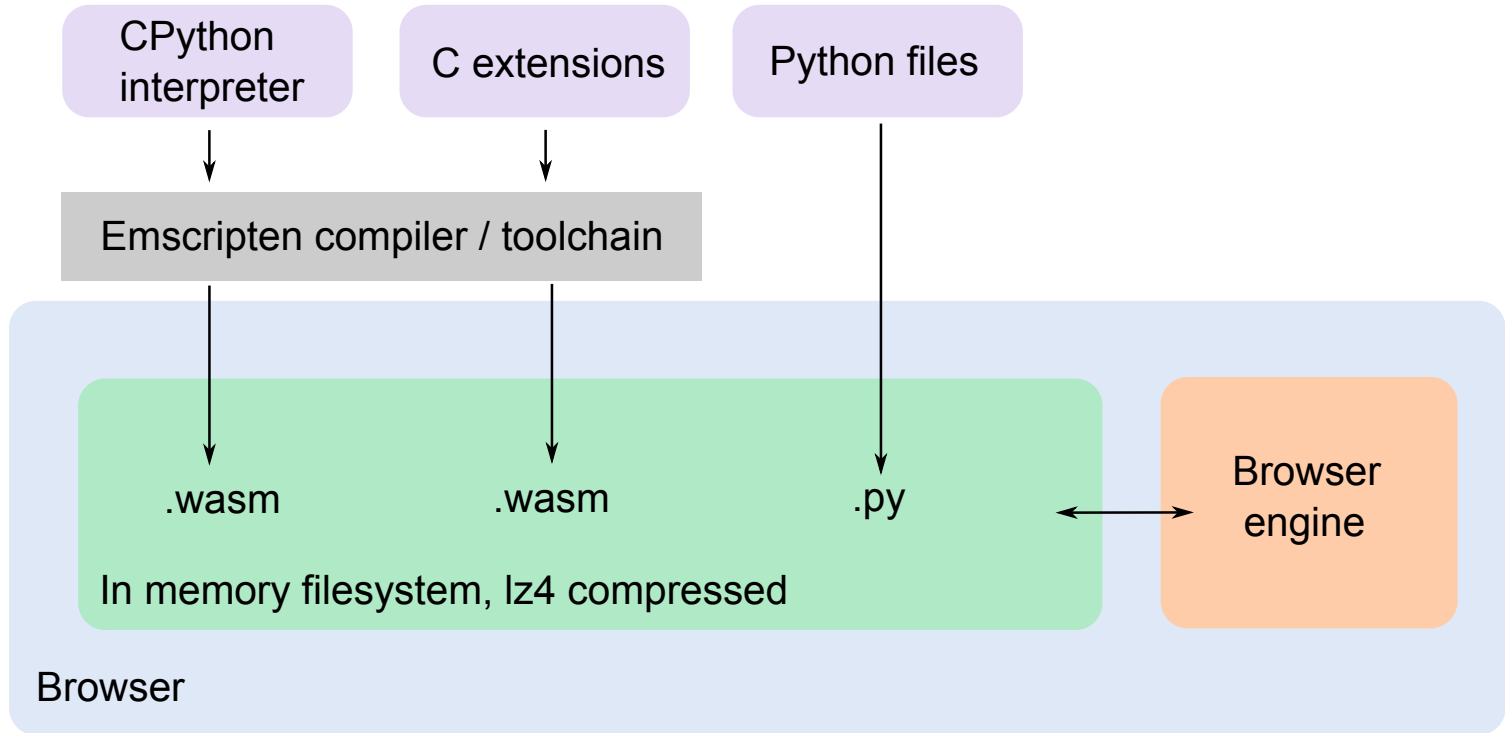 CPython
interpreter
C extensions
Python files
Emscripten compiler / toolchain
.wasm
.wasm
.py
Browser
engine
In memory filesystem, lz4 compressed
Browser